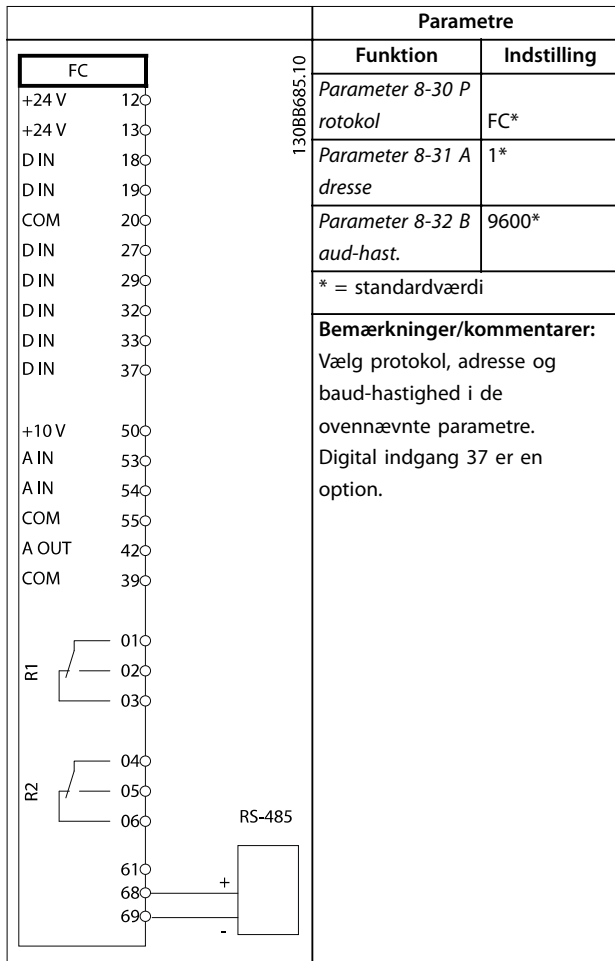 FC
130BB685.10
+24 V 12
+24 V 13
D IN 18
D IN 19
COM 20
D IN 27
D IN 29
D IN 32
D IN 33
D IN 37
+10 V 50
A IN 53
A IN 54
COM 55
A OUT 42
COM 39
R1
01
02
03
R2
04
05
06
RS-485
61
68 +
69 -
Parametre
Funktion Indstilling
Parameter 8-30 P
rotokol FC*
Parameter 8-31 A 1*
dresse
Parameter 8-32 B 9600*
aud-hast.
* = standardværdi
Bemærkninger/kommentarer:
Vælg protokol, adresse og
baud-hastighed i de
ovennævnte parametre.
Digital indgang 37 er en
option.